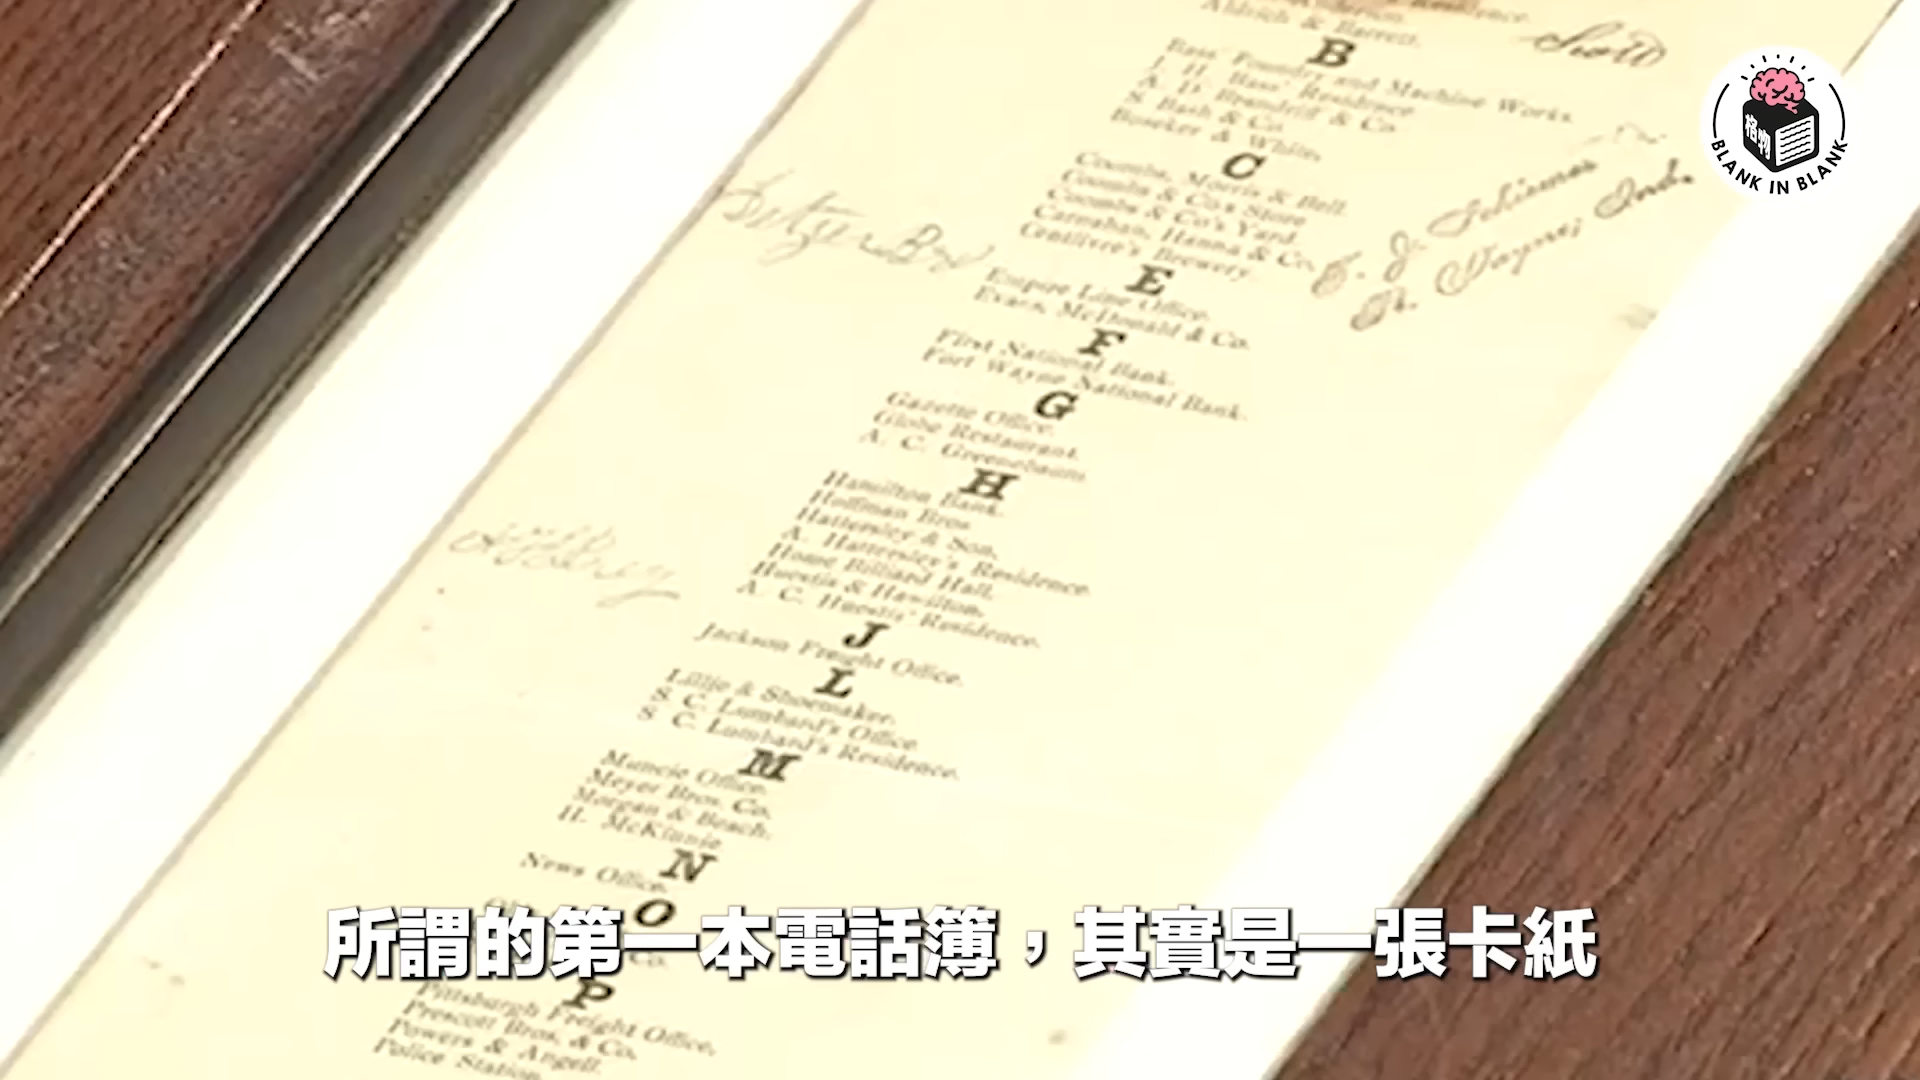 Aldrich & Barrett.
B
Bass' Foundry and Machine Works.
J. H. Bass' Residence
A. D. Brandriff & Co.
S. Bash & Co.
Boseker & White.
C
Coombs, Morris & Bell.
Coombs & Co's Store
Coombs & Co's Yard.
Carnahan, Hanna & Co.
Centlivre's Brewery.
E
Empire Line Office.
Evans, McDonald & Co.
F
First National Bank.
Fort Wayne National Bank.
G
Gazette Office.
Globe Restaurant.
A. C. Greenebaum.
H
Hamilton Bank.
Hoffman Bros
Hattersley & Son.
A. Hattersley's Residence.
Home Billiard Hall.
Huestis & Hamilton.
A. C. Huestis' Residence.
J
Jackson Freight Office.
L
Lillie & Shoemaker.
S. C. Lumbard's Office
S. C. Lumbard's Residence.
M
Muncie Office.
Meyer Bros. Co.
Morgan & Beach.
H. McKinnie
N
News Office.
O
Co.
P
Pittsburgh Freight Office.
Prescott Bros. & Co.
Powers & Angell.
Police Station.
格物
BLANK IN BLANK
所謂的第一本電話簿，其實是一張卡紙